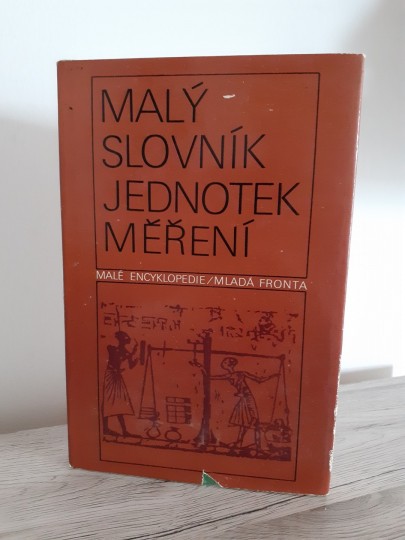 MALÝ
SLOVNÍK
JEDNOTEK
MĚŘENÍ
MALÉ ENCYKLOPEDIE/MLADÁ FRONTA